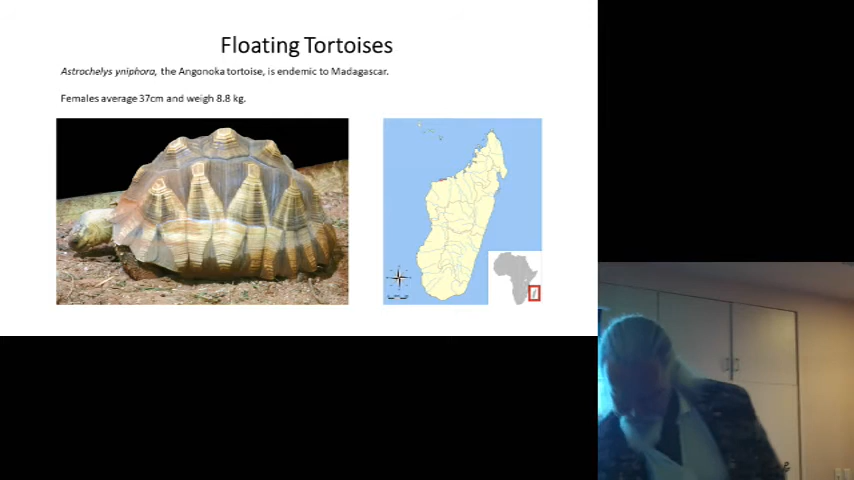 Floating Tortoises
Astrochelys yniphora, the Angonoka tortoise, is endemic to Madagascar.
Females average 37cm and weigh 8.8 kg.